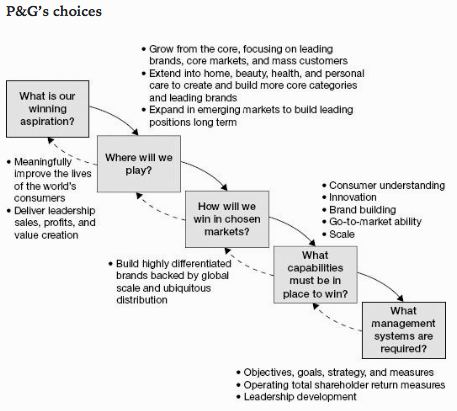 P&G's choices
• Grow from the core, focusing on leading
brands, core markets, and mass customers
• Extend into home, beauty, health, and personal
care to create and build more core categories
and leading brands
• Expand in emerging markets to build leading
positions long term
What is our
winning
aspiration?
• Meaningfully
improve the lives
of the world's
consumers
• Deliver leadership
sales, profits, and
value creation
Where will we
play?
How will we
win in chosen
markets?
• Build highly differentiated
brands backed by global
scale and ubiquitous
distribution
• Consumer understanding
• Innovation
• Brand building
• Go-to-market ability
• Scale
What
capabilities
must be in
place to win?
What
management
systems are
required?
• Objectives, goals, strategy, and measures
• Operating total shareholder return measures
• Leadership development